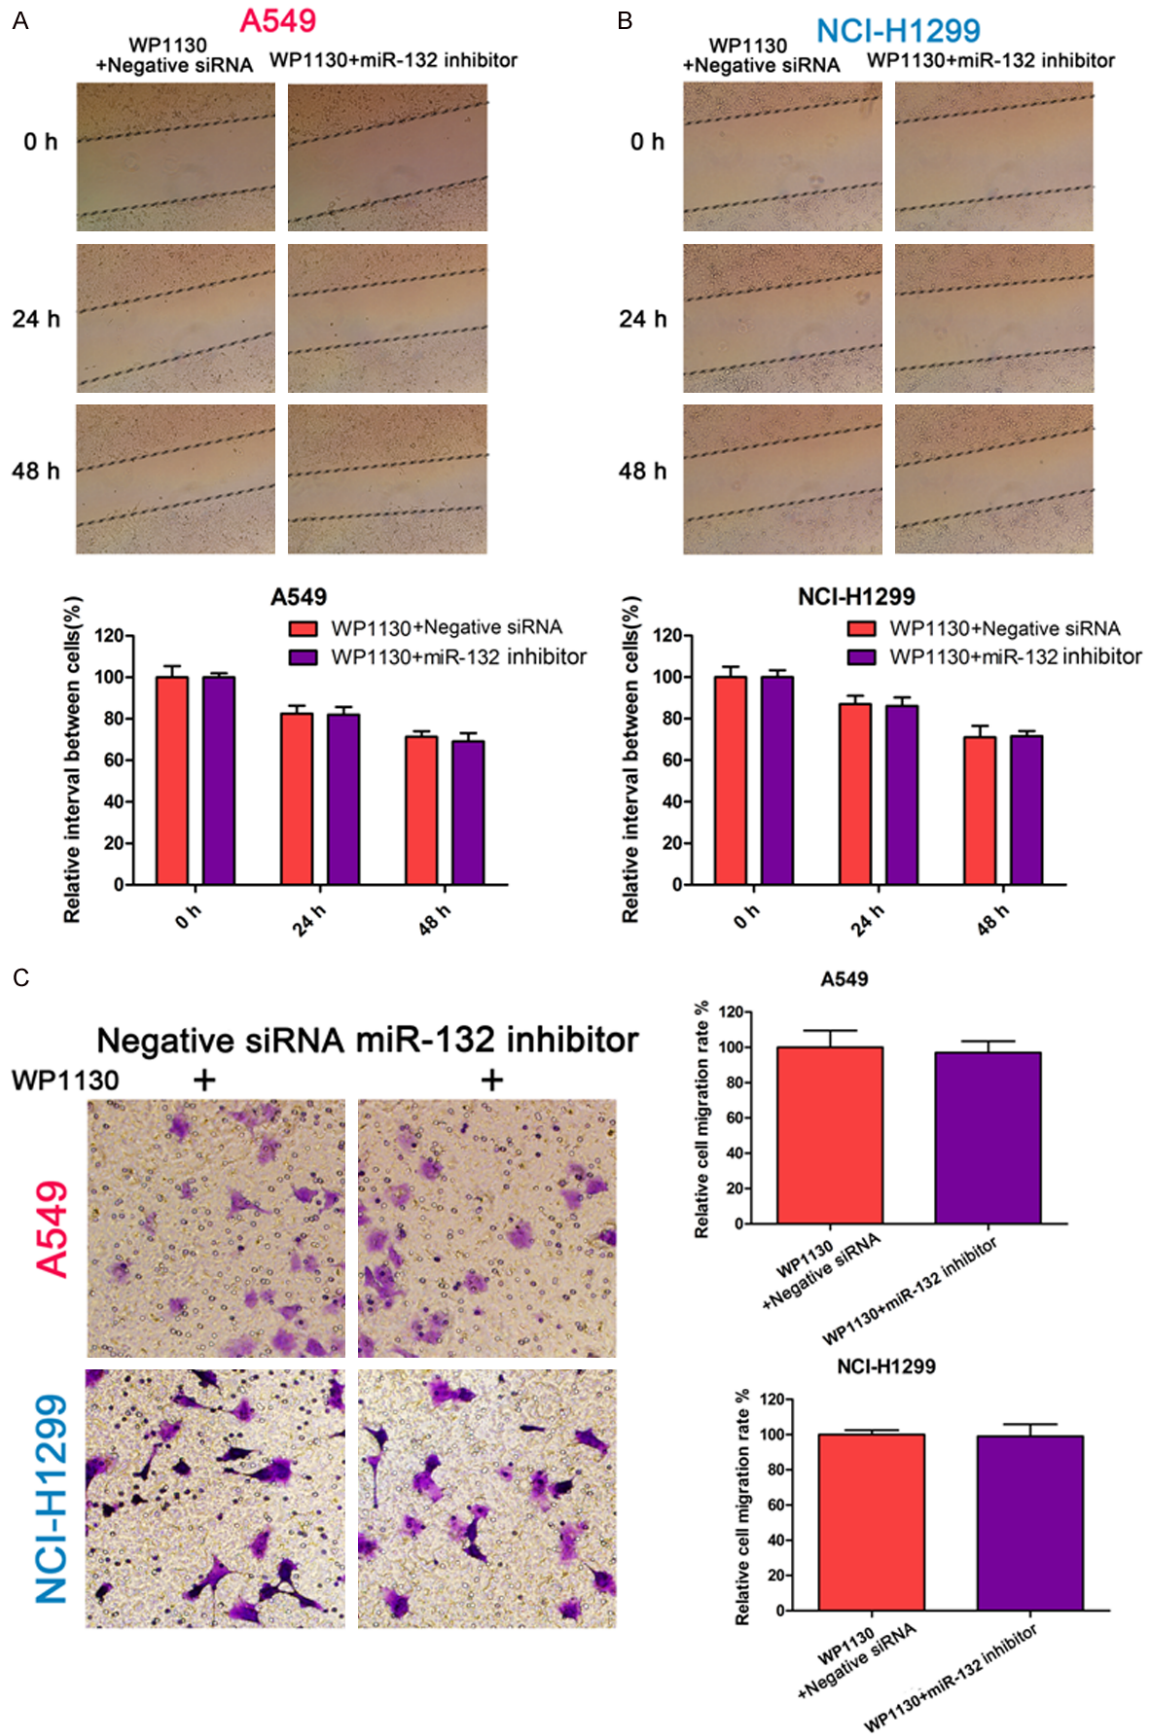 A
A549
WP1130
+Negative siRNA
WP1130+miR-132 inhibitor
0 h
24 h
48 h
B
NCI-H1299
WP1130
+Negative siRNA
WP1130+miR-132 inhibitor
0 h
24 h
48 h
A549
WP1130+Negative siRNA
WP1130+miR-132 inhibitor
Relative interval between cells(%)
120
100
80
60
40
20
0
0 h
24 h
48 h
NCI-H1299
WP1130+Negative siRNA
WP1130+miR-132 inhibitor
Relative interval between cells(%)
120
100
80
60
40
20
0
0 h
24 h
48 h
C
Negative siRNA miR-132 inhibitor
WP1130 + +
A549
NCI-H1299
A549
Relative cell migration rate %
120
100
80
60
40
20
0
WP1130
+Negative siRNA
WP1130+miR-132 inhibitor
NCI-H1299
Relative cell migration rate %
120
100
80
60
40
20
0
WP1130
+Negative siRNA
WP1130+miR-132 inhibitor